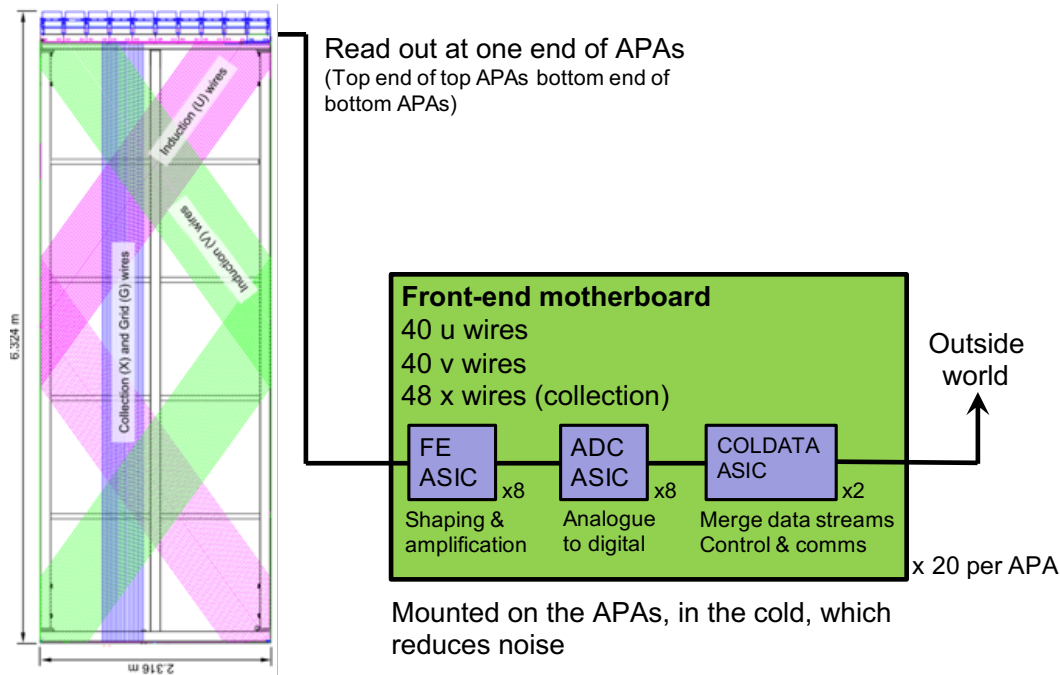 Read out at one end of APAs
(Top end of top APAs bottom end of
bottom APAs)
Induction (U) wires
Induction (V) wires
Collection (X) and Grid (G) wires
6.324 m
2.316 m
Front-end motherboard
40 u wires
40 v wires
48 x wires (collection)
FE
ASIC
x8
Shaping &
amplification
ADC
ASIC
x8
Analogue
to digital
COLDATA
ASIC
x2
Merge data streams
Control & comms
Outside
world
x 20 per APA
Mounted on the APAs, in the cold, which
reduces noise